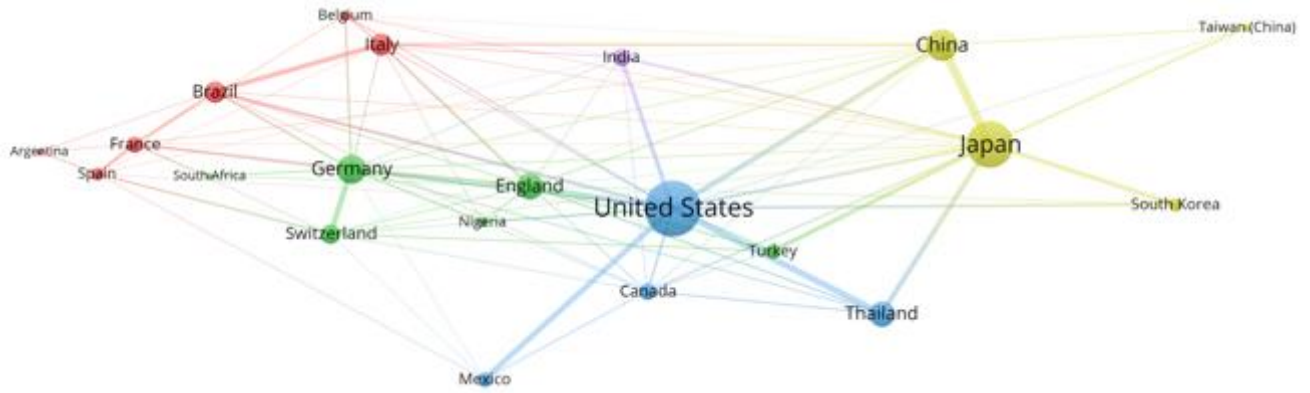 Belgium
Taiwan (China)
Italy
China
India
Brazil
France
Japan
Argentina
Spain
South Africa
Germany
England
United States
South Korea
Nigeria
Switzerland
Turkey
Canada
Thailand
Mexico